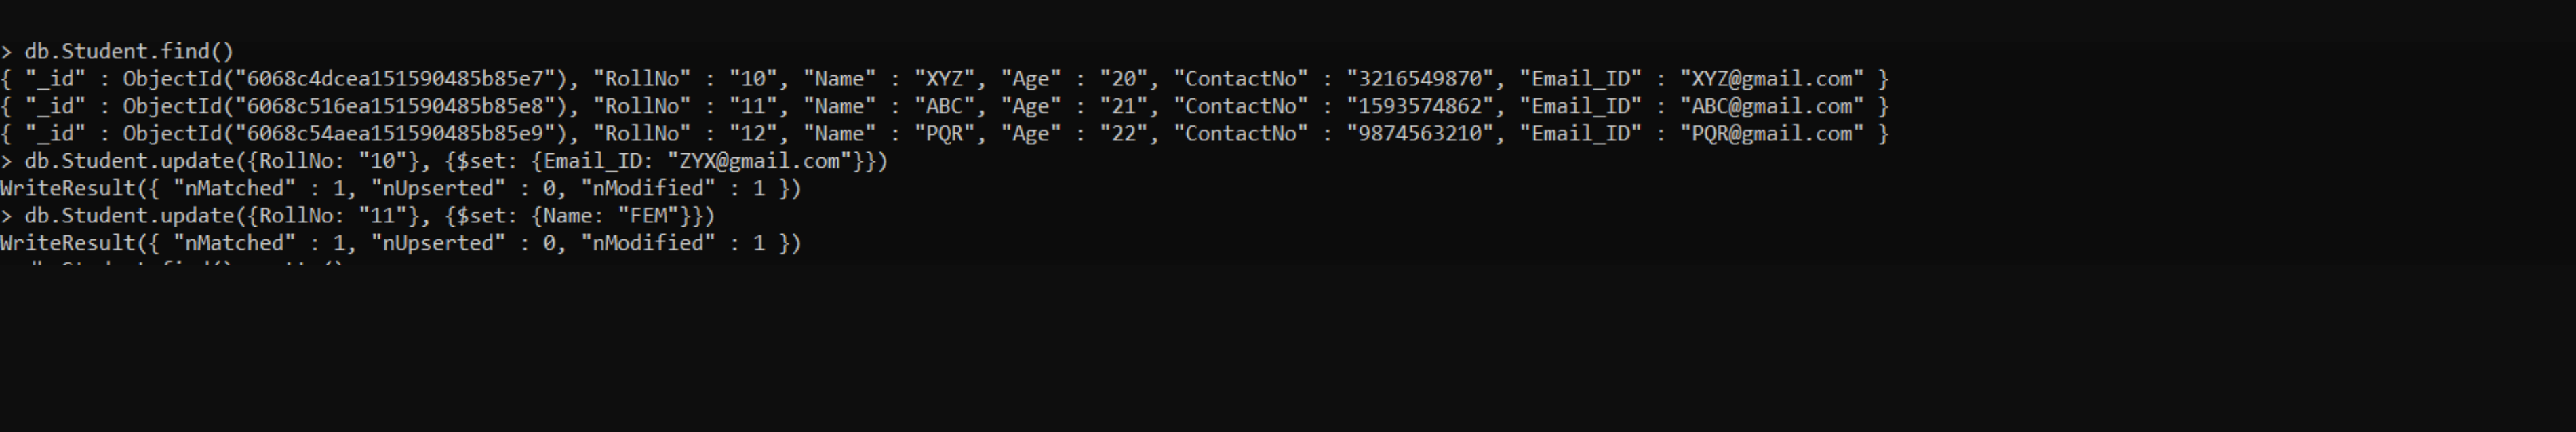 > db.Student.find()
{ "_id" : ObjectId("6068c4dcea151590485b85e7"), "RollNo" : "10", "Name" : "XYZ", "Age" : "20", "ContactNo" : "3216549870", "Email_ID" : "XYZ@gmail.com" }
{ "_id" : ObjectId("6068c516ea151590485b85e8"), "RollNo" : "11", "Name" : "ABC", "Age" : "21", "ContactNo" : "1593574862", "Email_ID" : "ABC@gmail.com" }
{ "_id" : ObjectId("6068c54aea151590485b85e9"), "RollNo" : "12", "Name" : "PQR", "Age" : "22", "ContactNo" : "9874563210", "Email_ID" : "PQR@gmail.com" }
> db.Student.update({RollNo: "10"}, {$set: {Email_ID: "ZYX@gmail.com"}})
WriteResult({ "nMatched" : 1, "nUpserted" : 0, "nModified" : 1 })
> db.Student.update({RollNo: "11"}, {$set: {Name: "FEM"}})
WriteResult({ "nMatched" : 1, "nUpserted" : 0, "nModified" : 1 })